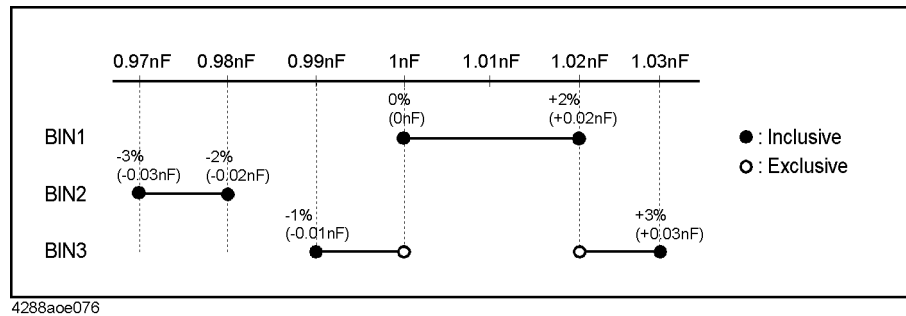 0.97nF 0.98nF 0.99nF 1nF 1.01nF 1.02nF 1.03nF
0% +2%
(0nF) (+0.02nF)
BIN1
● : Inclusive
-3% -2%
(-0.03nF) (-0.02nF)
○ : Exclusive
BIN2
-1% +3%
(-0.01nF) (+0.03nF)
BIN3
4288aoe076